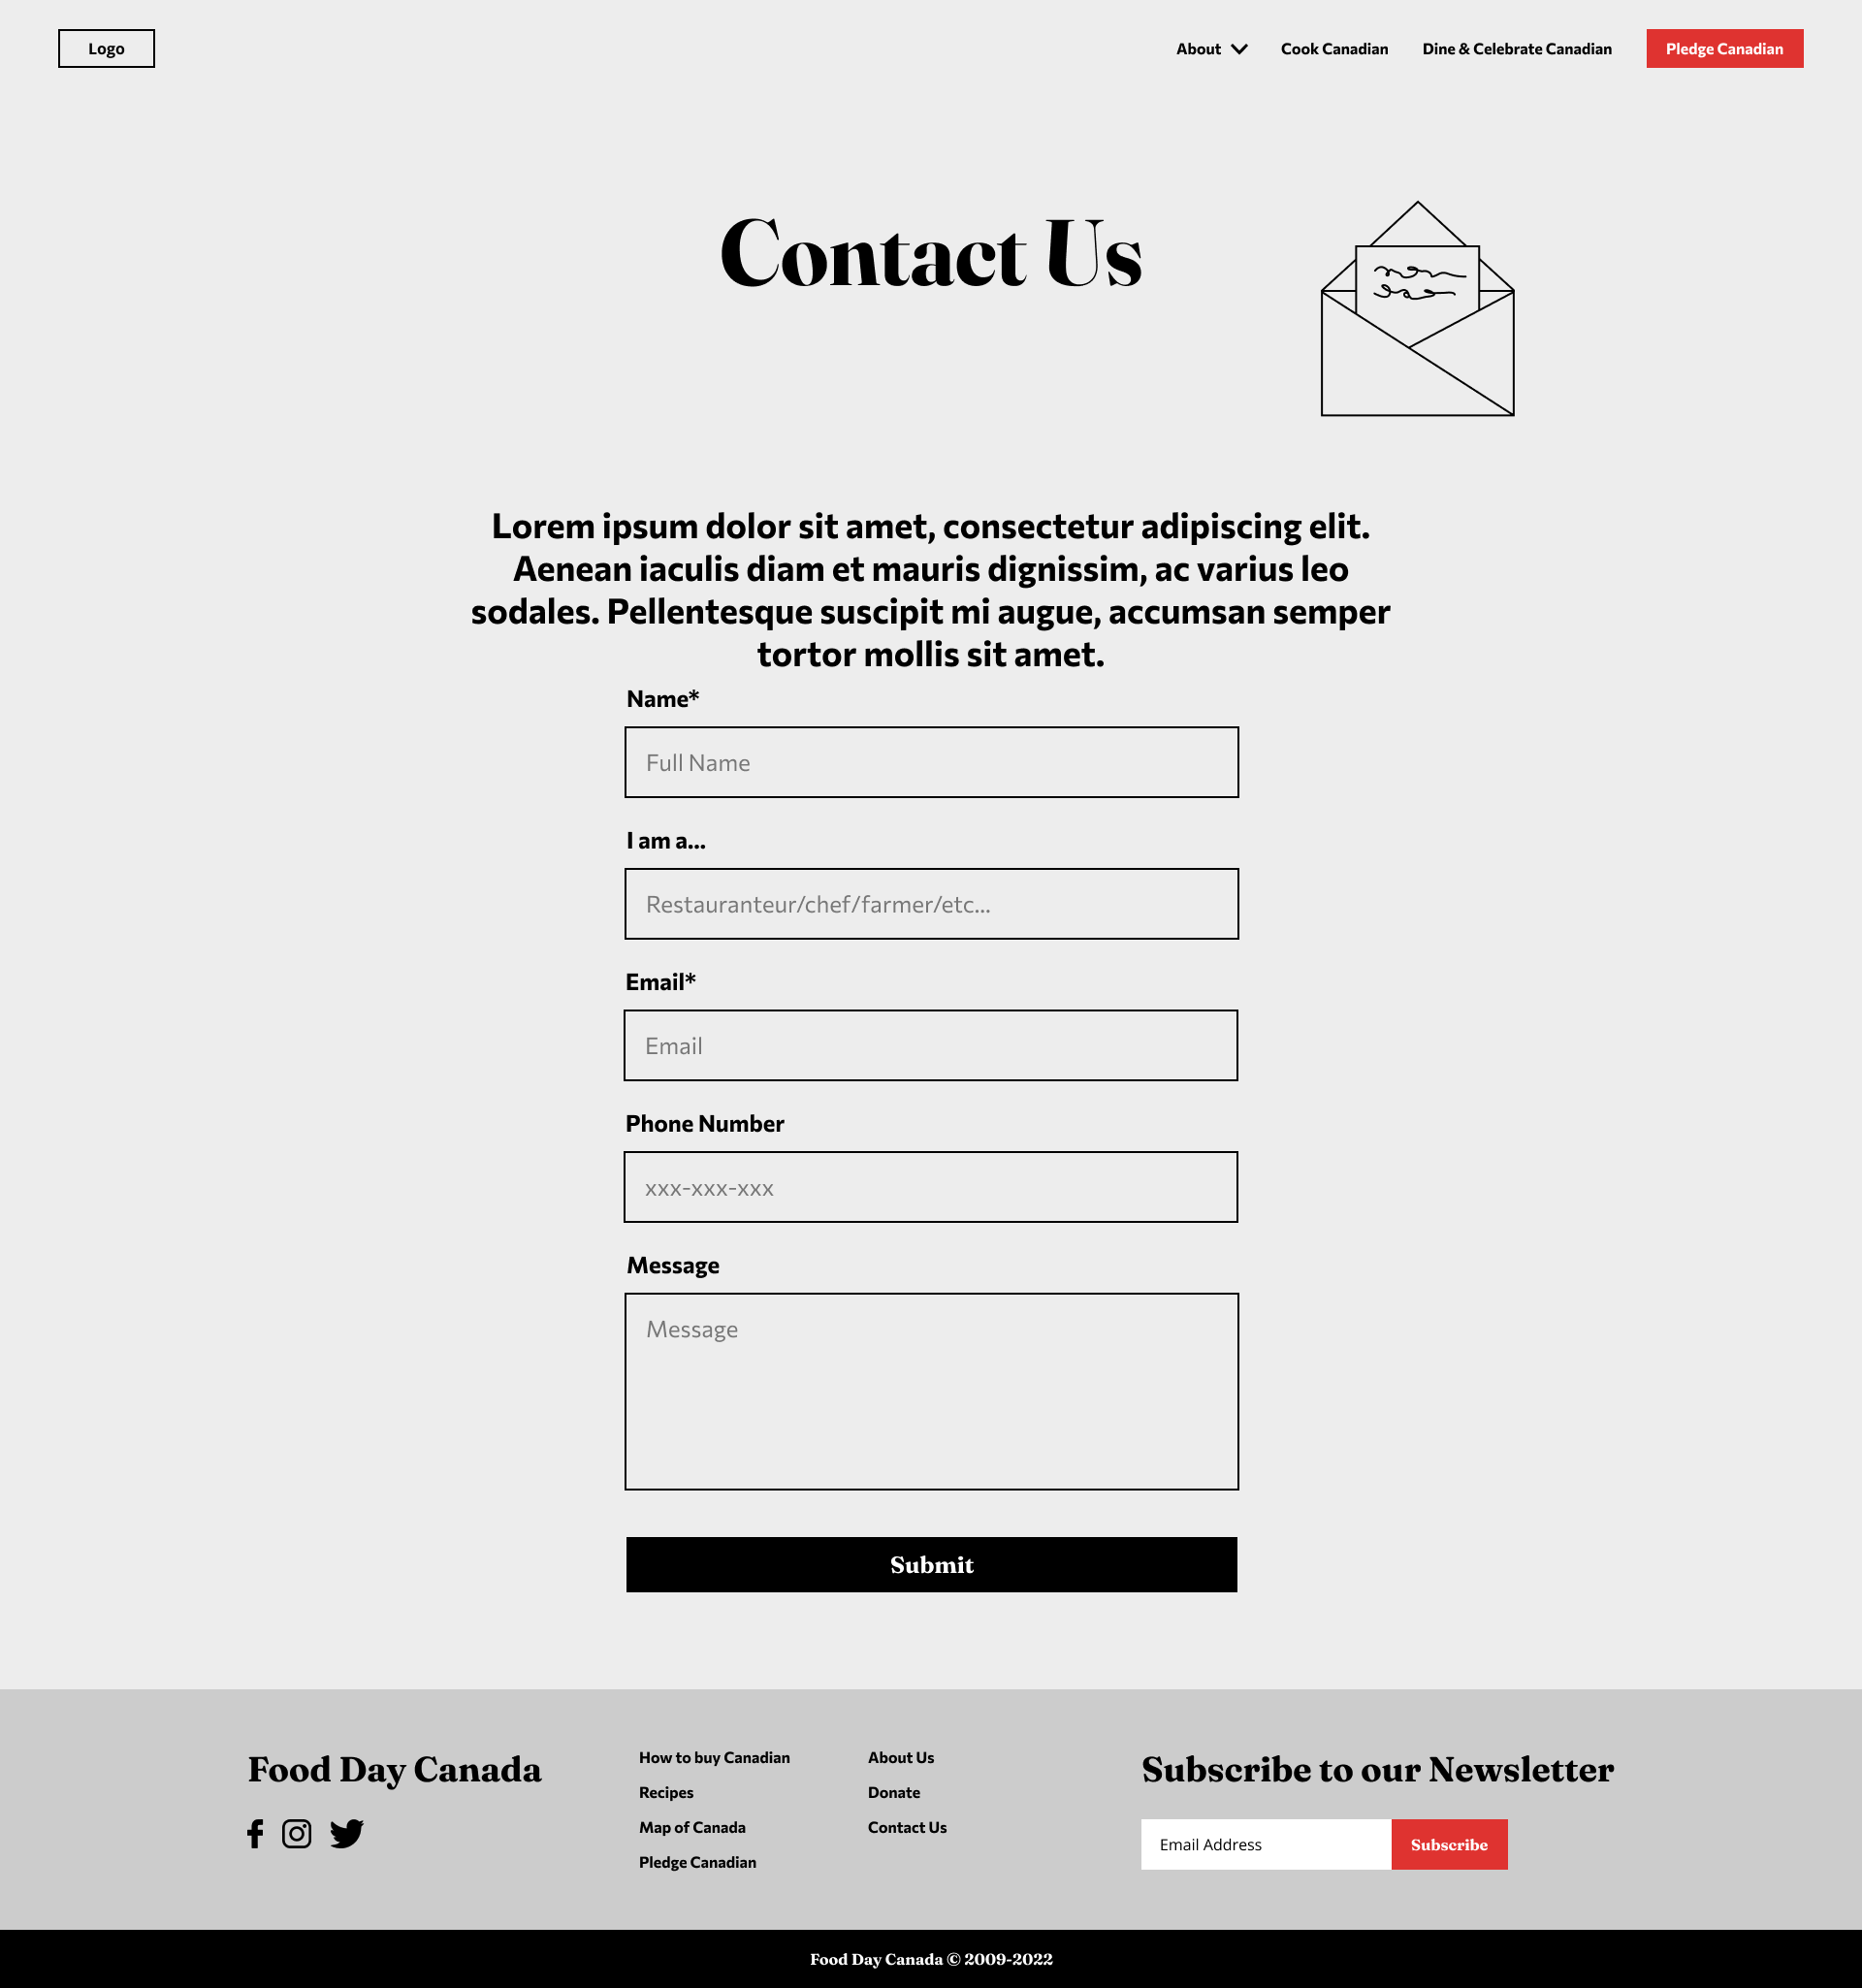 Logo
About
Cook Canadian
Dine & Celebrate Canadian
Pledge Canadian
Contact Us
Lorem ipsum dolor sit amet, consectetur adipiscing elit.
Aenean iaculis diam et mauris dignissim, ac varius leo
sodales. Pellentesque suscipit mi augue, accumsan semper
tortor mollis sit amet.
Name*
Full Name
I am a...
Restauranteur/chef/farmer/etc...
Email*
Email
Phone Number
xxx-xxx-xxx
Message
Message
Submit
Food Day Canada
How to buy Canadian
Recipes
Map of Canada
Pledge Canadian
About Us
Donate
Contact Us
Subscribe to our Newsletter
Email Address
Subscribe
Food Day Canada © 2009-2022